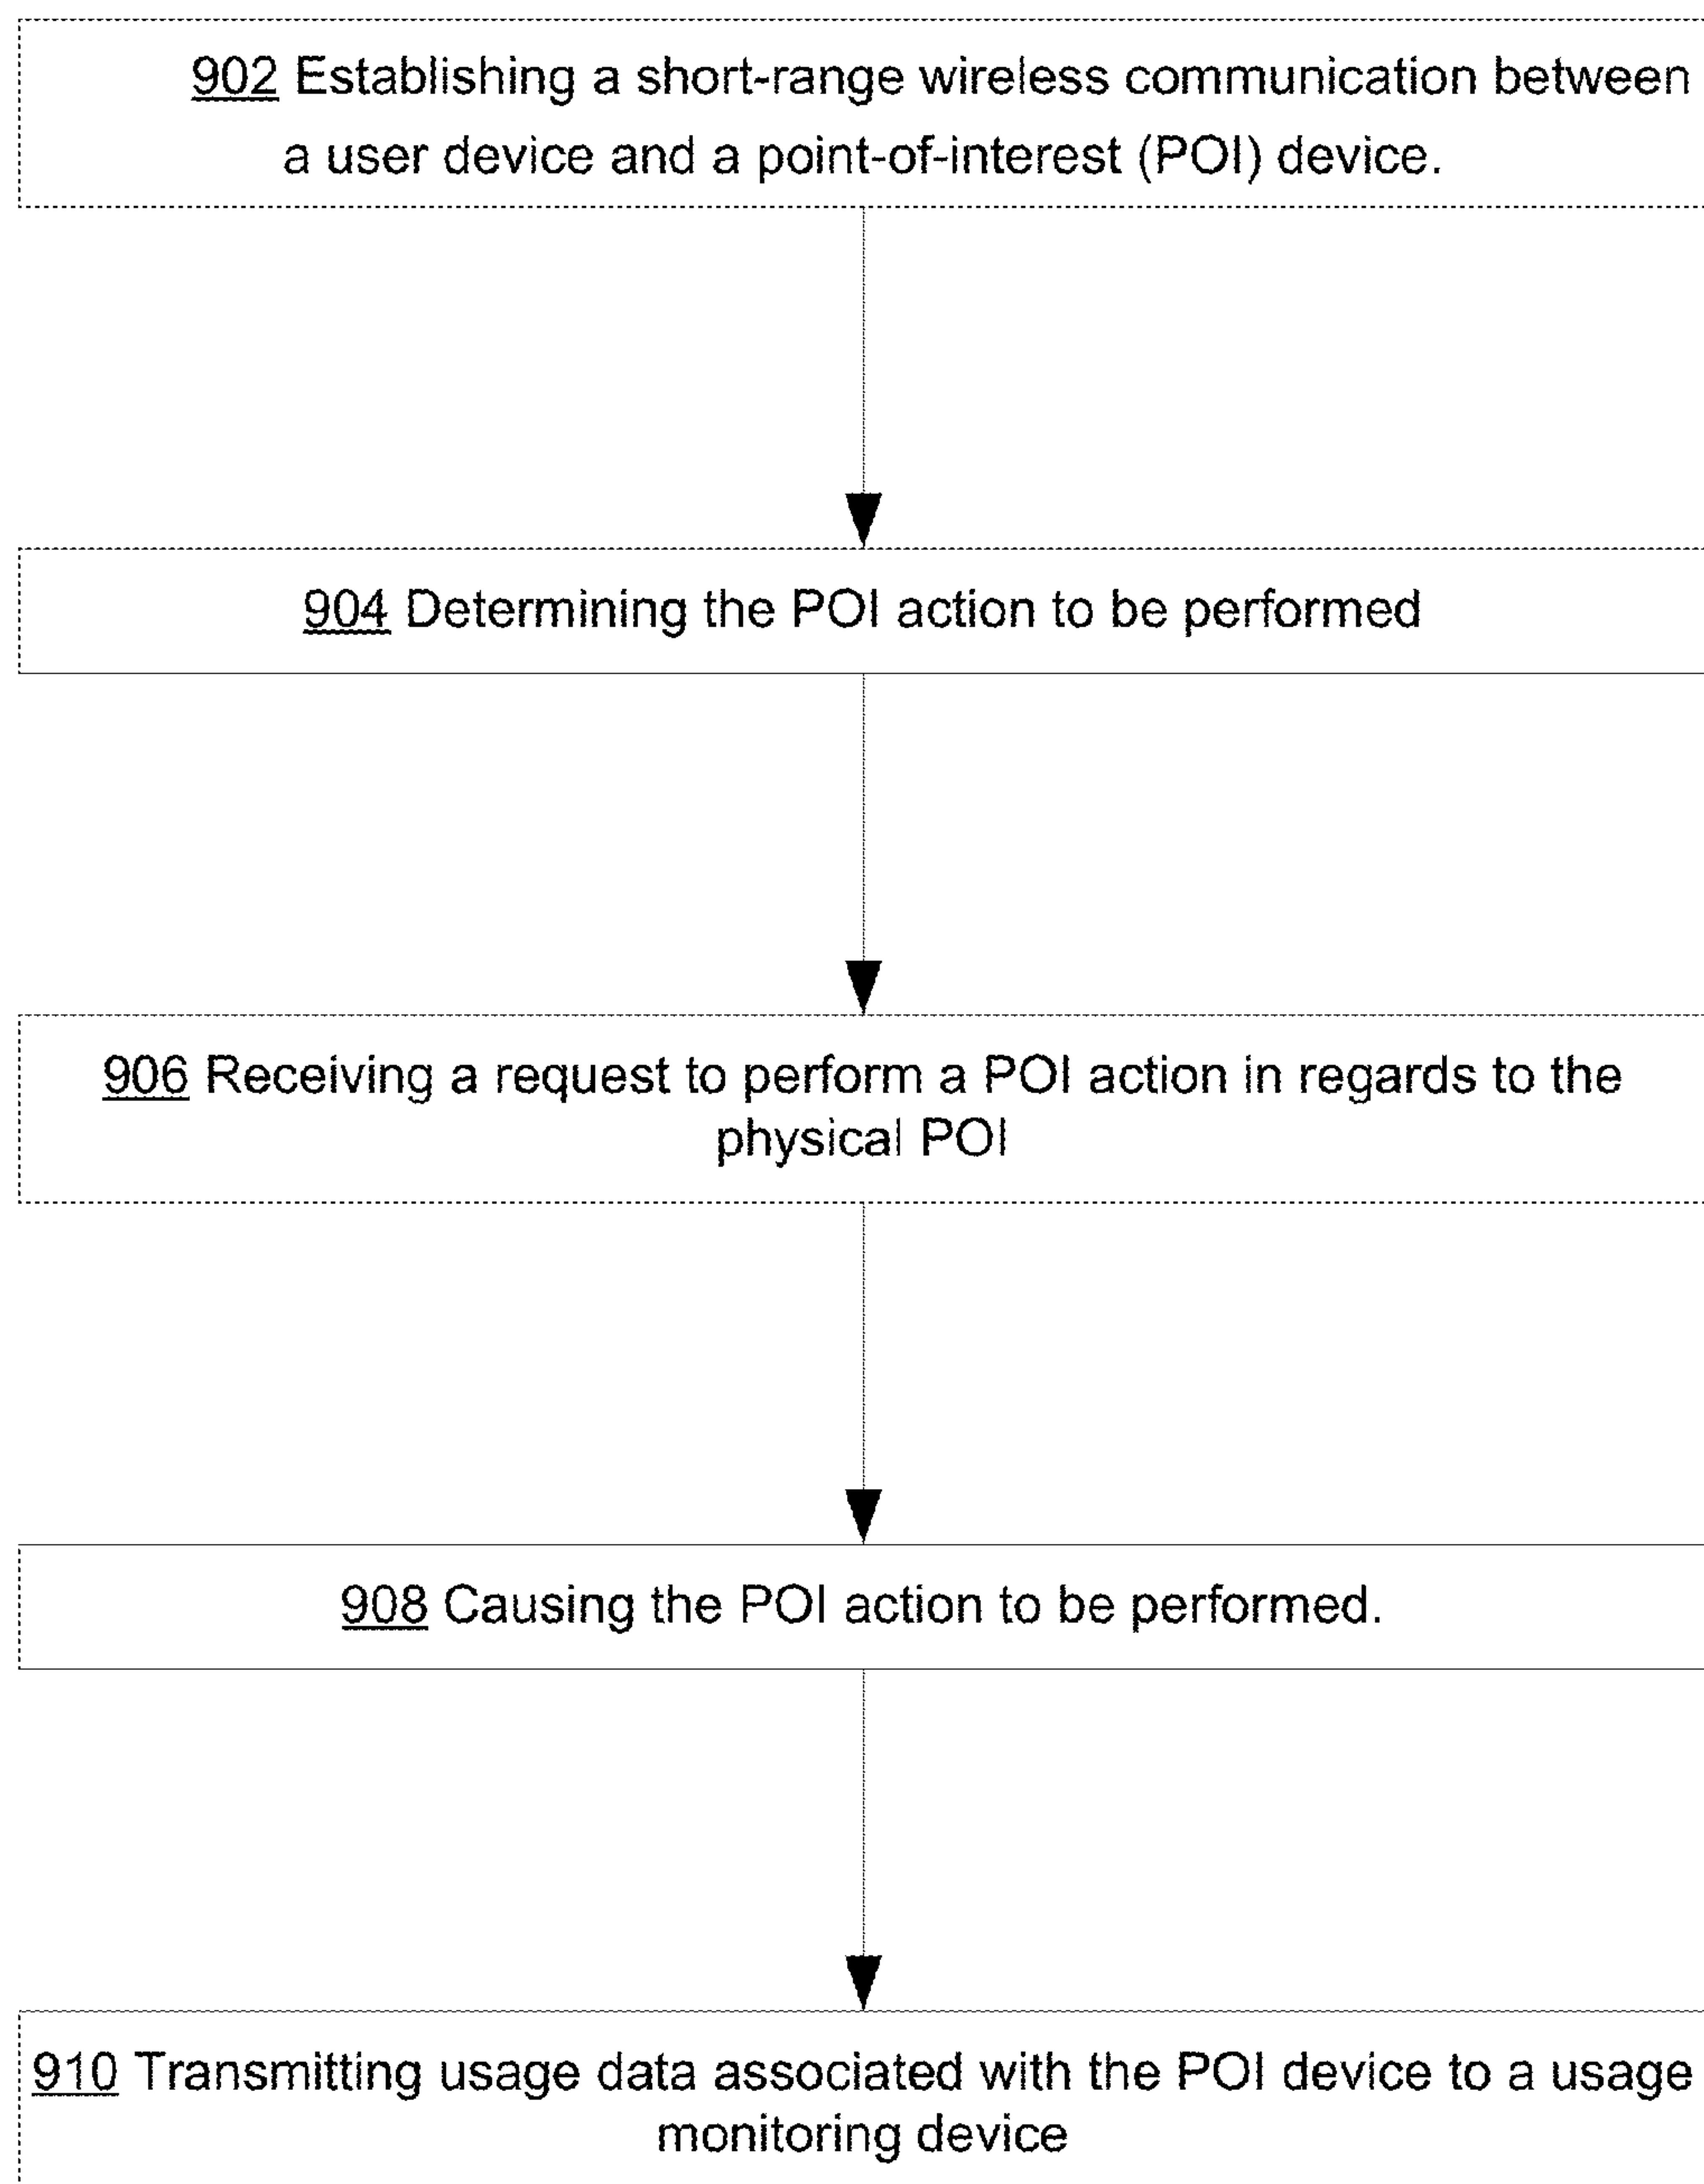 902 Establishing a short-range wireless communication between
a user device and a point-of-interest (POI) device.
904 Determining the POI action to be performed
906 Receiving a request to perform a POI action in regards to the
physical POI
908 Causing the POI action to be performed.
910 Transmitting usage data associated with the POI device to a usage
monitoring device